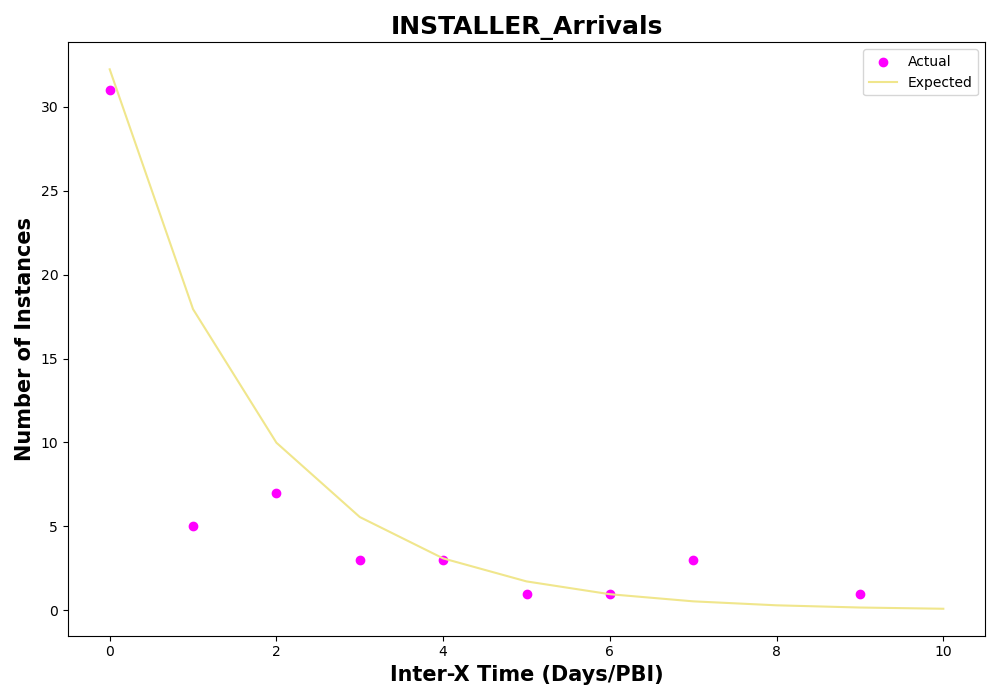 INSTALLER_Arrivals
Actual
Expected
Number of Instances
30
25
20
15
10
5
0
0 2 4 6 8 10
Inter-X Time (Days/PBI)